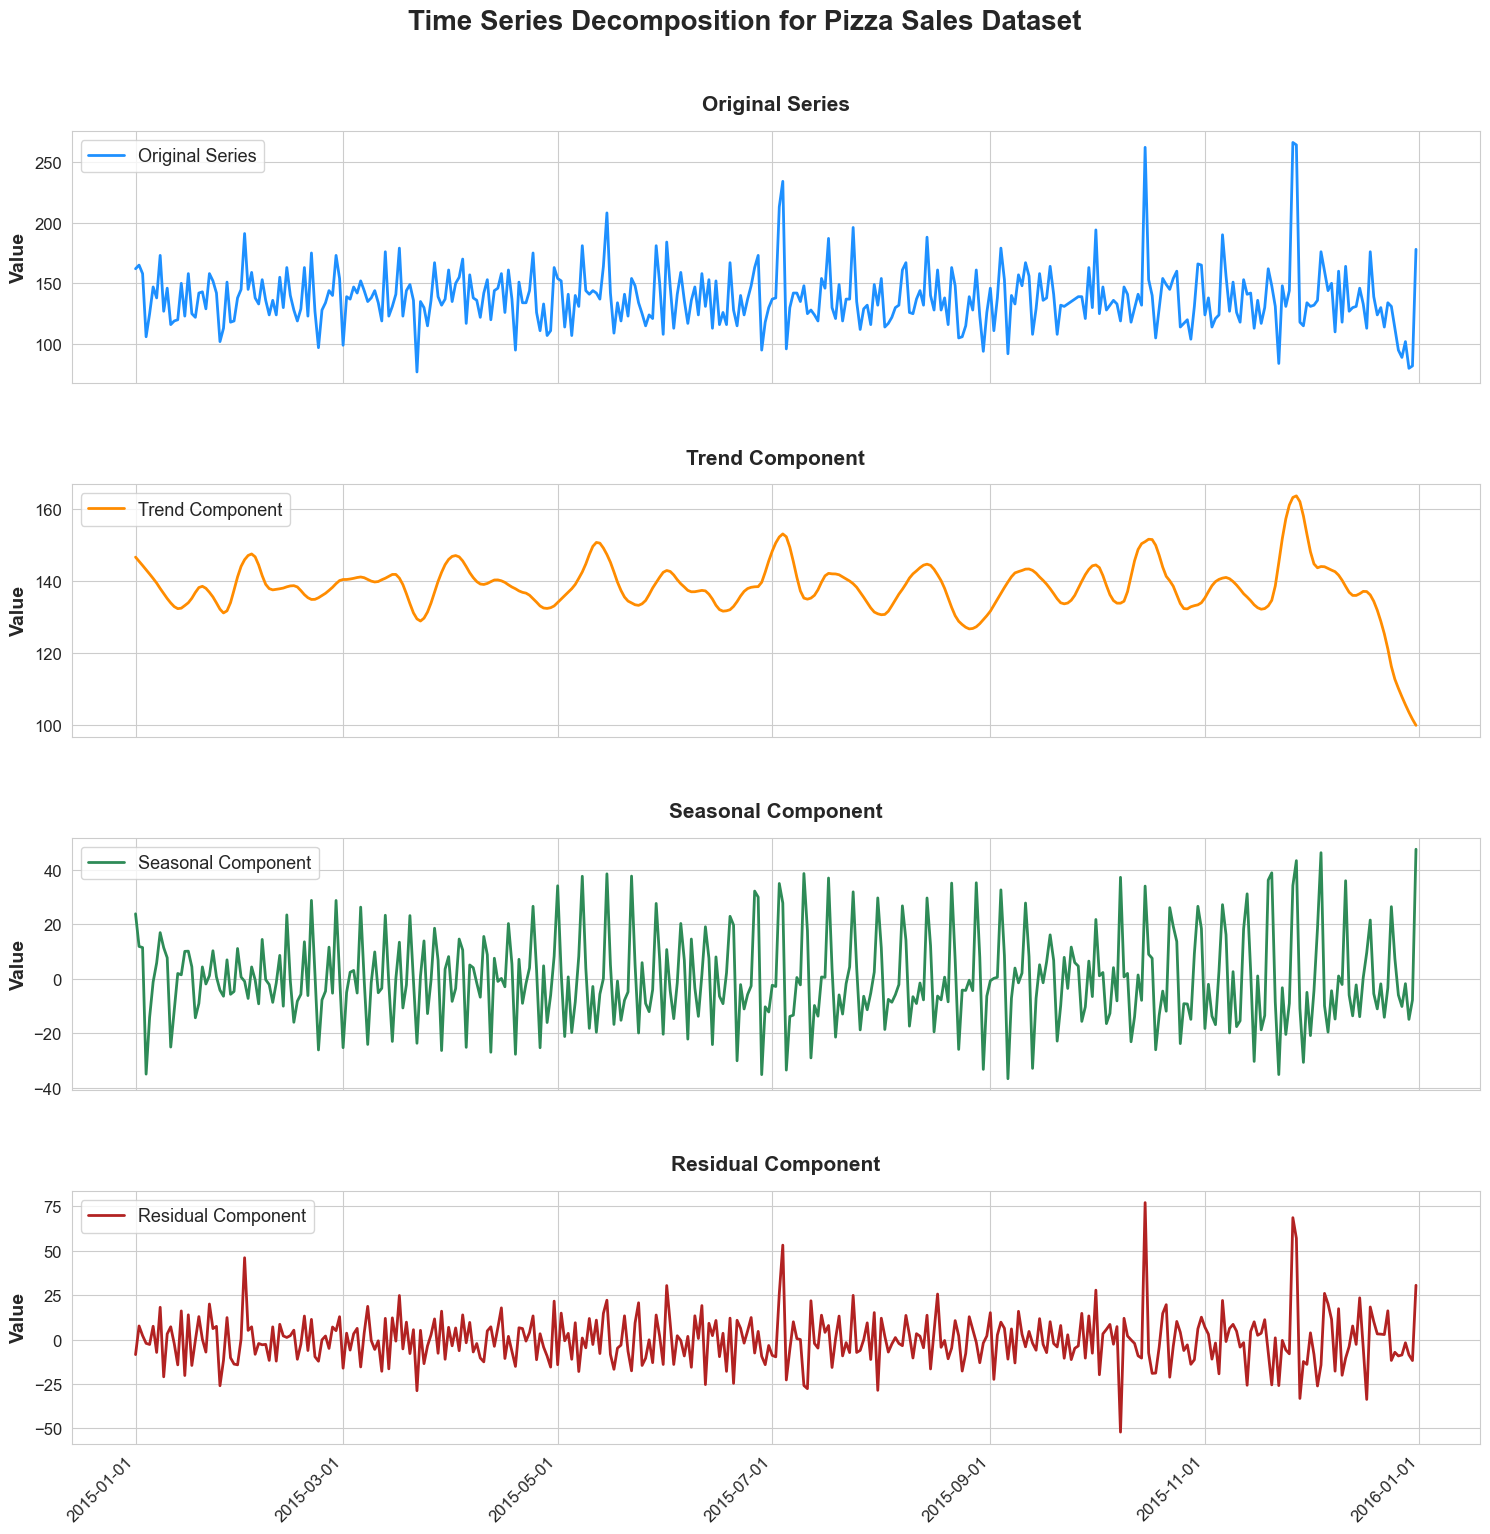 Time Series Decomposition for Pizza Sales Dataset
Original Series
Original Series
Value
250
200
150
100
Trend Component
Trend Component
Value
160
140
120
100
Seasonal Component
Seasonal Component
Value
40
20
0
−20
−40
Residual Component
Residual Component
Value
75
50
25
0
−25
−50
2015-01-01
2015-03-01
2015-05-01
2015-07-01
2015-09-01
2015-11-01
2016-01-01